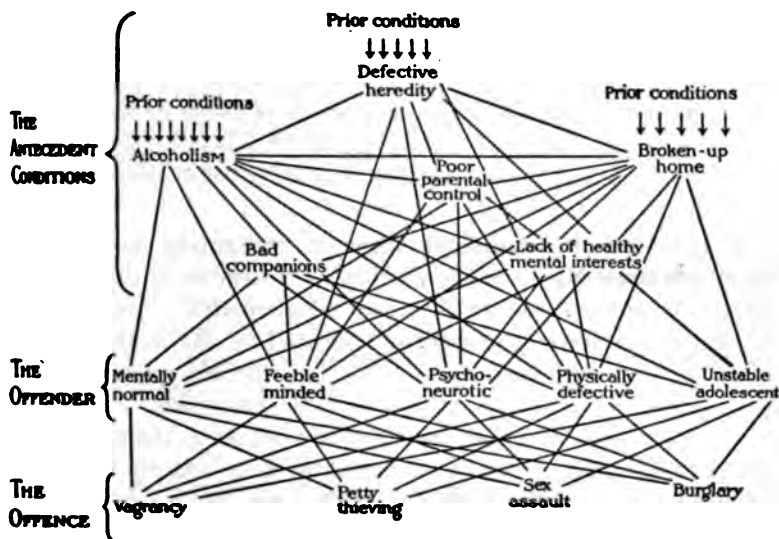 Prior conditions
Defective
heredity
Prior conditions
Alcoholism
Prior conditions
Broken-up
home
THE
ANTECEDENT
CONDITIONS
Poor
parental
control
Bad
companions
Lack of healthy
mental interests
THE
OFFENDER
Mentally
normal
Feeble
minded
Psycho-
neurotic
Physically
defective
Unstable
adolescent
THE
OFFENCE
Vagrancy
Petty
thieving
Sex
assault
Burglary